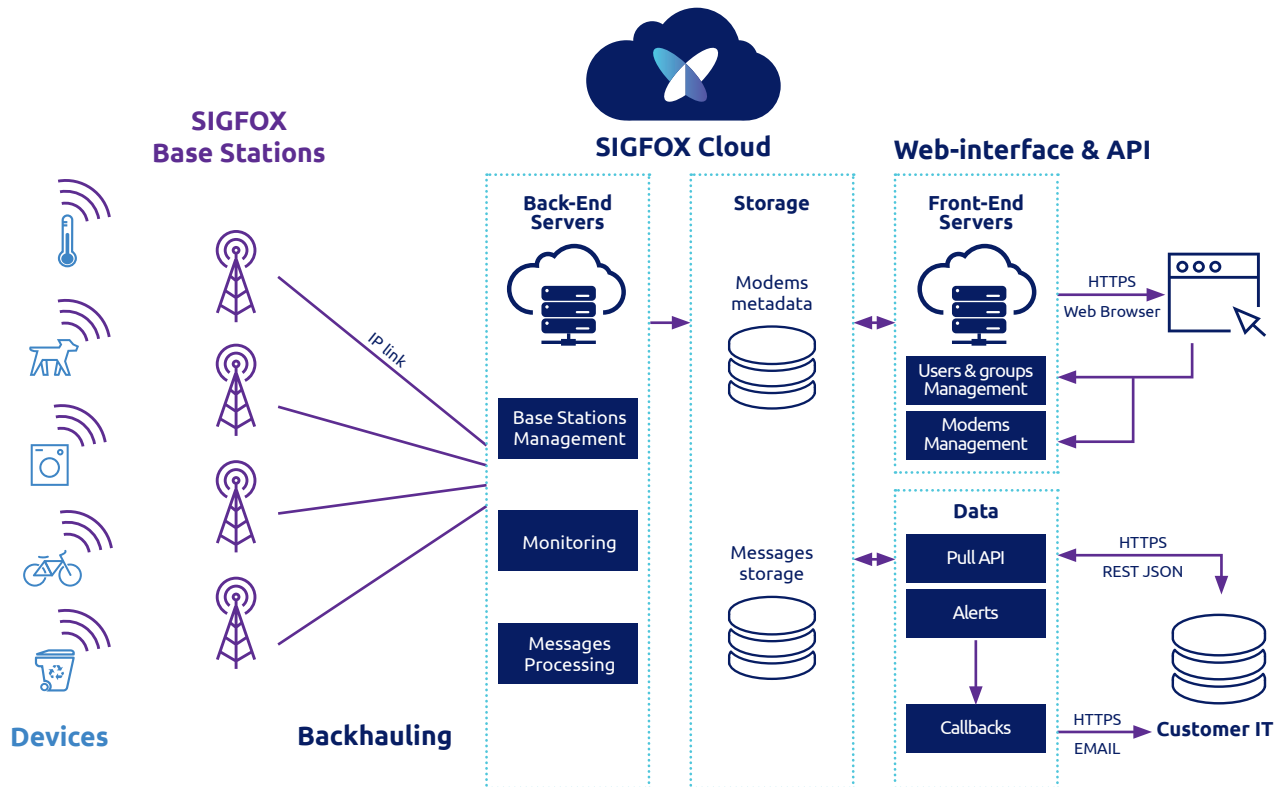 SIGFOX
Base Stations
SIGFOX Cloud
Web-interface & API
Back-End
Servers
Storage
Front-End
Servers
Modems
metadata
HTTPS
Web Browser
IP link
Users & groups
Management
Modems
Management
Base Stations
Management
Data
Monitoring
Messages
storage
Pull API
HTTPS
REST JSON
Alerts
Messages
Processing
Callbacks
HTTPS
EMAIL
Customer IT
Devices
Backhauling